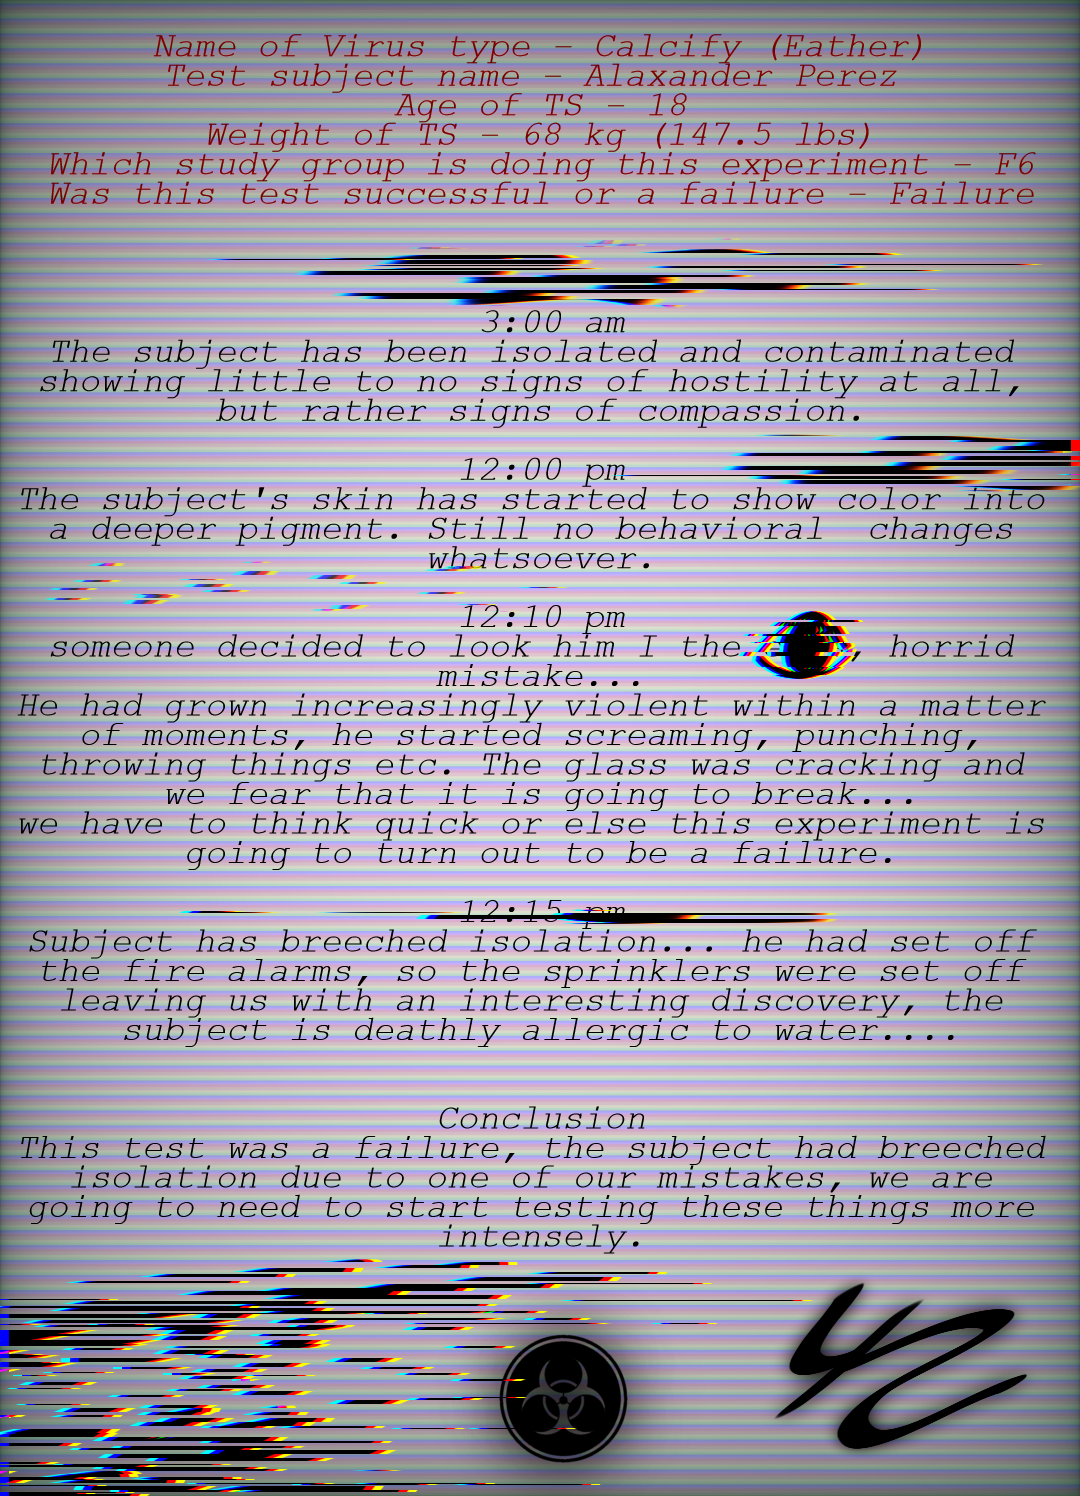 Name of Virus type – Calcify (Eather)
Test subject name – Alaxander Perez
Age of TS – 18
Weight of TS – 68 kg (147.5 lbs)
Which study group is doing this experiment – F6
Was this test successful or a failure – Failure
3:00 am
The subject has been isolated and contaminated
showing little to no signs of hostility at all,
but rather signs of compassion.
12:00 pm
The subject's skin has started to show color into
a deeper pigment. Still no behavioral  changes
whatsoever.
12:10 pm
someone decided to look him I the , horrid
mistake...
He had grown increasingly violent within a matter
of moments, he started screaming, punching,
throwing things etc. The glass was cracking and
we fear that it is going to break...
we have to think quick or else this experiment is
going to turn out to be a failure.
12:15 pm
Subject has breeched isolation... he had set off
the fire alarms, so the sprinklers were set off
leaving us with an interesting discovery, the
subject is deathly allergic to water....
Conclusion
This test was a failure, the subject had breeched
isolation due to one of our mistakes, we are
going to need to start testing these things more
intensely.